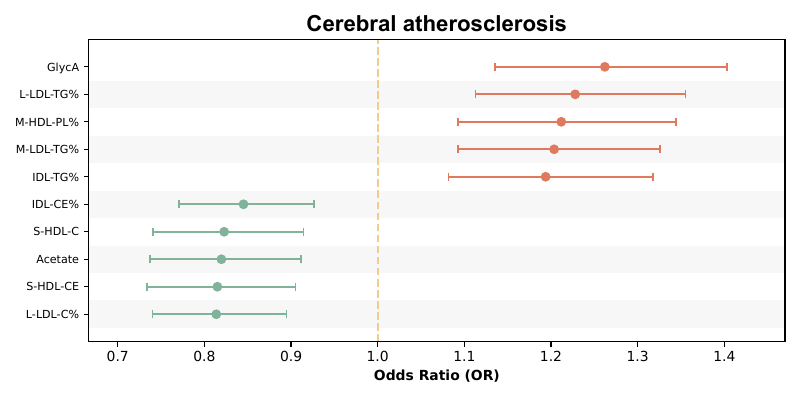 Cerebral atherosclerosis
GlycA
L-LDL-TG%
M-HDL-PL%
M-LDL-TG%
IDL-TG%
IDL-CE%
S-HDL-C
Acetate
S-HDL-CE
L-LDL-C%
0.7 0.8 0.9 1.0 1.1 1.2 1.3 1.4
Odds Ratio (OR)